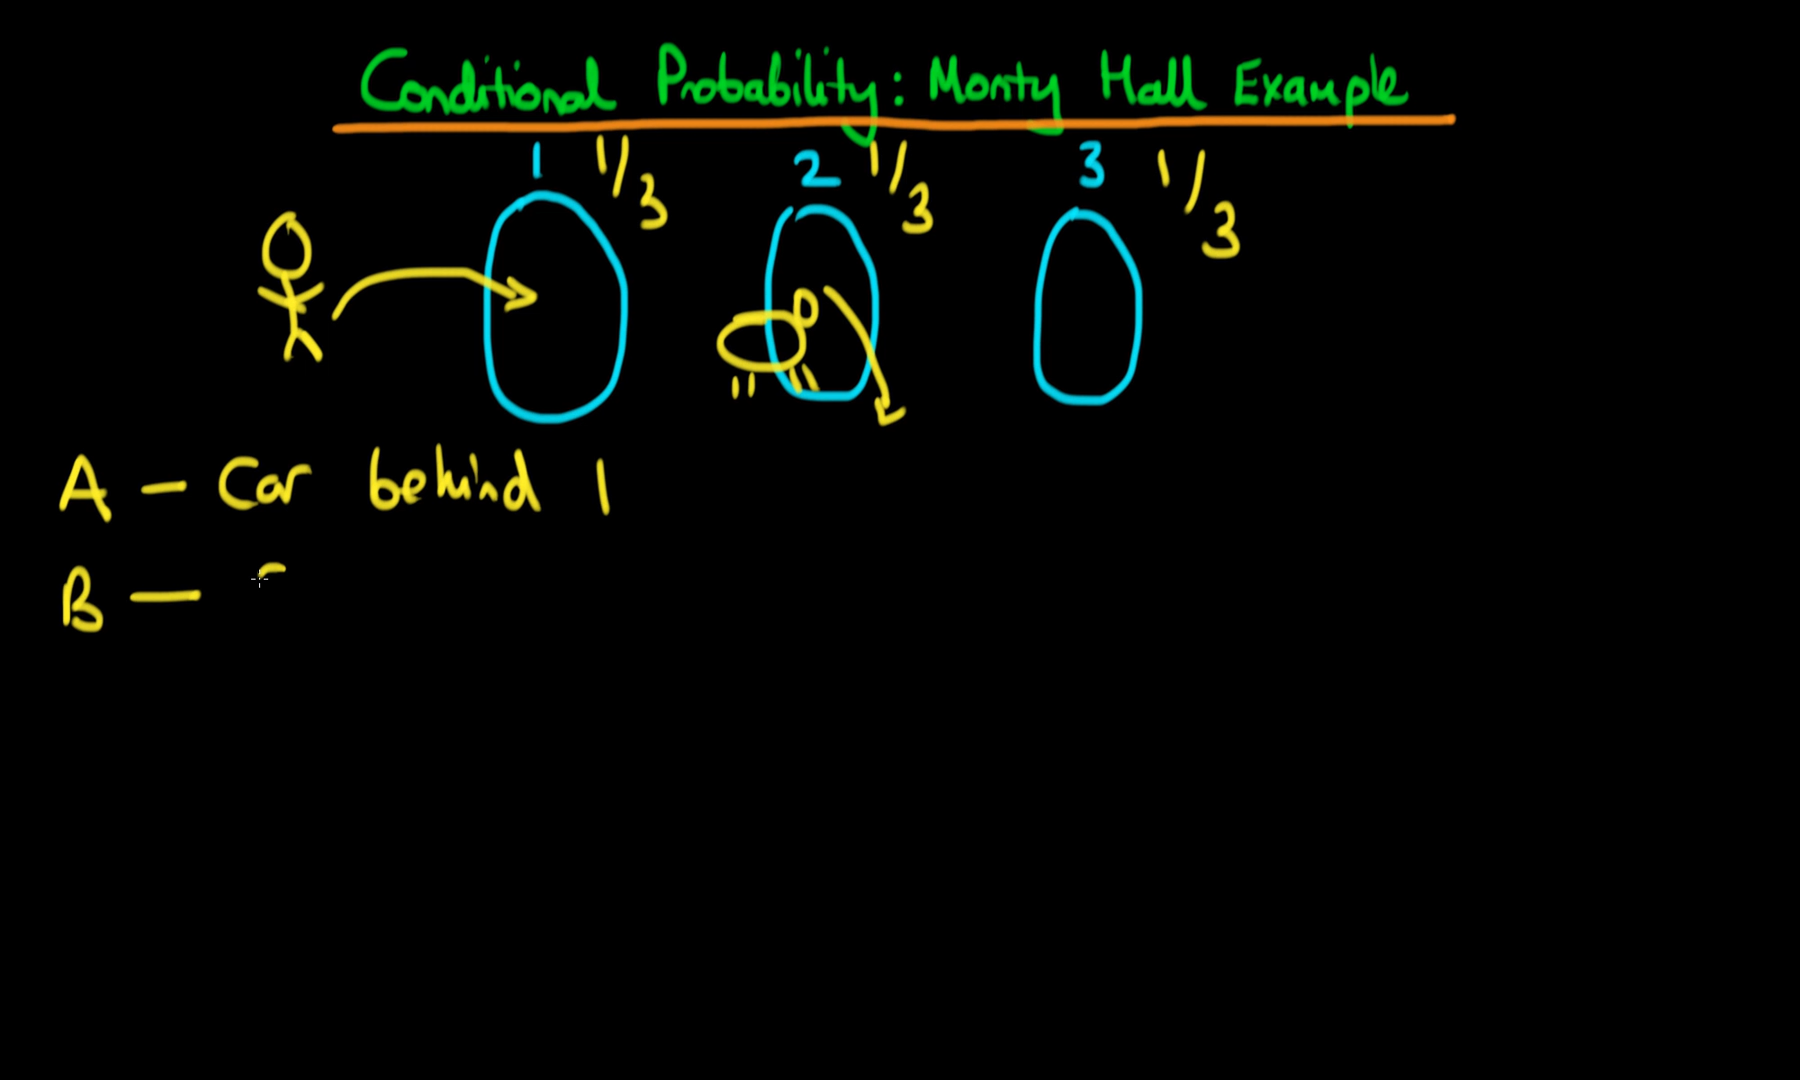 Conditional Probability: Monty Hall Example
1 1/3 2 1/3 3 1/3
A - Car behind 1
B -